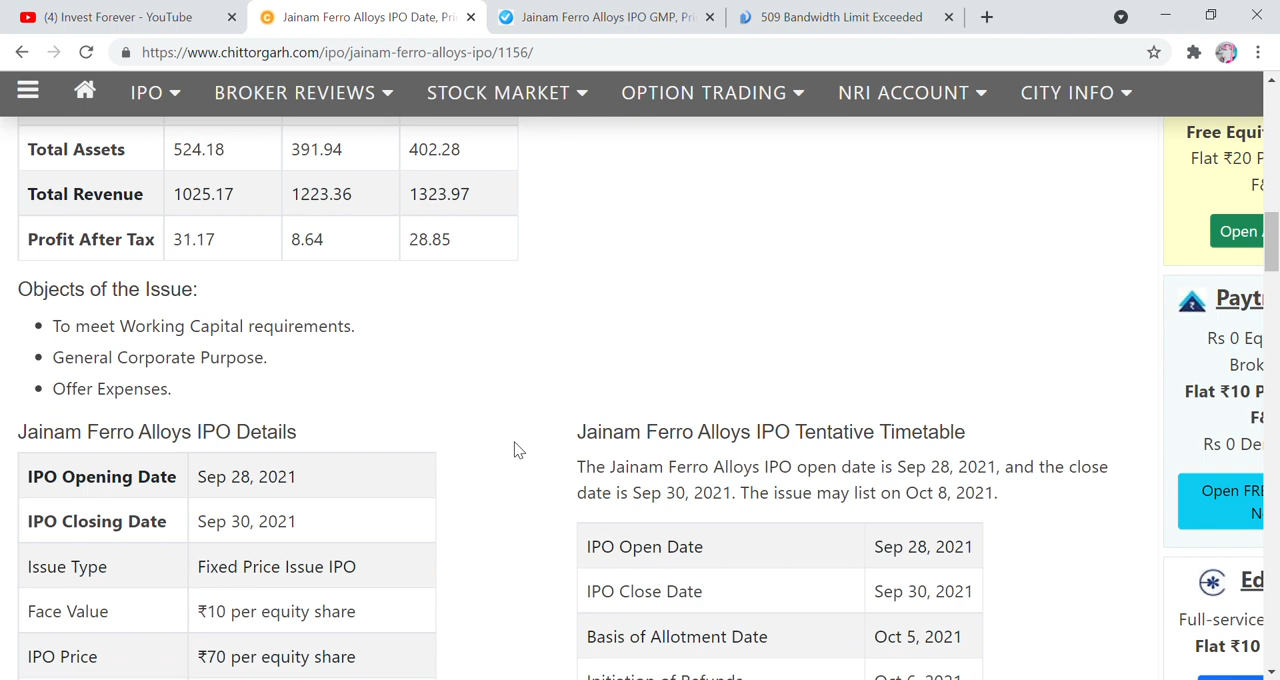 (4) Invest Forever - YouTube
Jainam Ferro Alloys IPO Date, Pri
Jainam Ferro Alloys IPO GMP, Pri
509 Bandwidth Limit Exceeded
https://www.chittorgarh.com/ipo/jainam-ferro-alloys-ipo/1156/
IPO BROKER REVIEWS STOCK MARKET OPTION TRADING NRI ACCOUNT CITY INFO
Total Assets 524.18 391.94 402.28
Total Revenue 1025.17 1223.36 1323.97
Profit After Tax 31.17 8.64 28.85
Objects of the Issue:
• To meet Working Capital requirements.
• General Corporate Purpose.
• Offer Expenses.
Jainam Ferro Alloys IPO Details
IPO Opening Date Sep 28, 2021
IPO Closing Date Sep 30, 2021
Issue Type Fixed Price Issue IPO
Face Value ₹10 per equity share
IPO Price ₹70 per equity share
Jainam Ferro Alloys IPO Tentative Timetable
The Jainam Ferro Alloys IPO open date is Sep 28, 2021, and the close
date is Sep 30, 2021. The issue may list on Oct 8, 2021.
IPO Open Date Sep 28, 2021
IPO Close Date Sep 30, 2021
Basis of Allotment Date Oct 5, 2021
Initiation of Refunds Oct 6, 2021
Free Equi
Flat ₹20 P
F&
Open
Payt
Rs 0 Eq
Brok
Flat ₹10 P
F&
Rs 0 De
Open FRE
N
Ed
Full-service
Flat ₹10